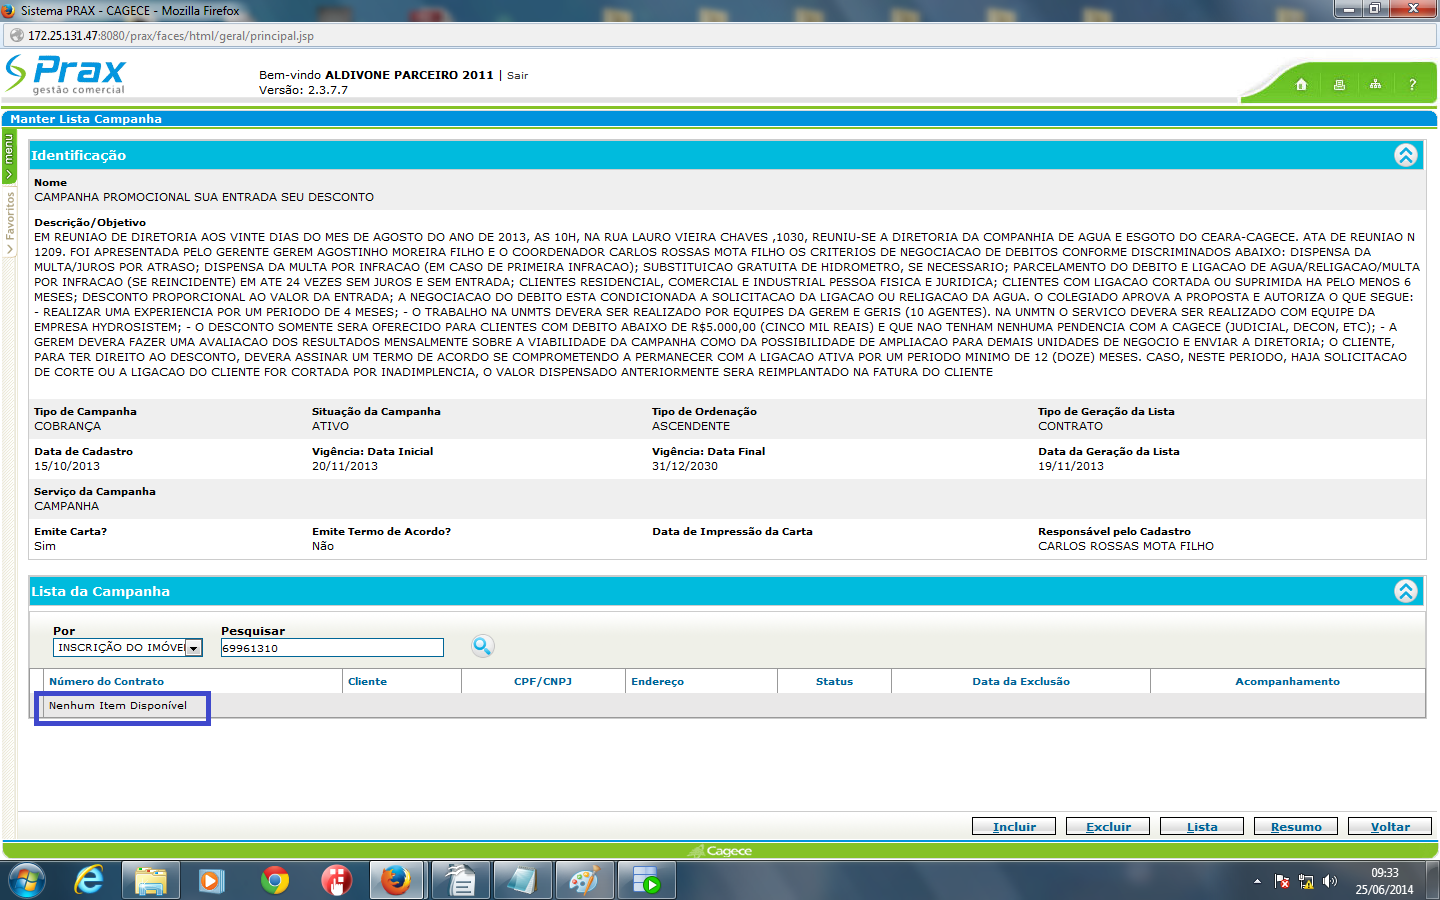 Sistema PRAX - CAGECE - Mozilla Firefox
172.25.131.47:8080/prax/faces/html/geral/principal.jsp
Prax
gestão comercial
Bem-vindo ALDIVONE PARCEIRO 2011 | Sair
Versão: 2.3.7.7
?
Manter Lista Campanha
menu
Favoritos
Identificação
Nome
CAMPANHA PROMOCIONAL SUA ENTRADA SEU DESCONTO
Descrição/Objetivo
EM REUNIAO DE DIRETORIA AOS VINTE DIAS DO MES DE AGOSTO DO ANO DE 2013, AS 10H, NA RUA LAURO VIEIRA CHAVES ,1030, REUNIU-SE A DIRETORIA DA COMPANHIA DE AGUA E ESGOTO DO CEARA-CAGECE. ATA DE REUNIAO N
1209. FOI APRESENTADA PELO GERENTE GEREM AGOSTINHO MOREIRA FILHO E O COORDENADOR CARLOS ROSSAS MOTA FILHO OS CRITERIOS DE NEGOCIACAO DE DEBITOS CONFORME DISCRIMINADOS ABAIXO: DISPENSA DA
MULTA/JUROS POR ATRASO; DISPENSA DA MULTA POR INFRACAO (EM CASO DE PRIMEIRA INFRACAO); SUBSTITUICAO GRATUITA DE HIDROMETRO, SE NECESSARIO; PARCELAMENTO DO DEBITO E LIGACAO DE AGUA/RELIGACAO/MULTA
POR INFRACAO (SE REINCIDENTE) EM ATE 24 VEZES SEM JUROS E SEM ENTRADA; CLIENTES RESIDENCIAL, COMERCIAL E INDUSTRIAL PESSOA FISICA E JURIDICA; CLIENTES COM LIGACAO CORTADA OU SUPRIMIDA HA PELO MENOS 6
MESES; DESCONTO PROPORCIONAL AO VALOR DA ENTRADA; A NEGOCIACAO DO DEBITO ESTA CONDICIONADA A SOLICITACAO DA LIGACAO OU RELIGACAO DA AGUA. O COLEGIADO APROVA A PROPOSTA E AUTORIZA O QUE SEGUE:
- REALIZAR UMA EXPERIENCIA POR UM PERIODO DE 4 MESES; - O TRABALHO NA UNMTS DEVERA SER REALIZADO POR EQUIPES DA GEREM E GERIS (10 AGENTES). NA UNMTN O SERVICO DEVERA SER REALIZADO COM EQUIPE DA
EMPRESA HYDROSISTEM; - O DESCONTO SOMENTE SERA OFERECIDO PARA CLIENTES COM DEBITO ABAIXO DE R$5.000,00 (CINCO MIL REAIS) E QUE NAO TENHAM NENHUMA PENDENCIA COM A CAGECE (JUDICIAL, DECON, ETC); - A
GEREM DEVERA FAZER UMA AVALIACAO DOS RESULTADOS MENSALMENTE SOBRE A VIABILIDADE DA CAMPANHA COMO DA POSSIBILIDADE DE AMPLIACAO PARA DEMAIS UNIDADES DE NEGOCIO E ENVIAR A DIRETORIA; O CLIENTE,
PARA TER DIREITO AO DESCONTO, DEVERA ASSINAR UM TERMO DE ACORDO SE COMPROMETENDO A PERMANECER COM A LIGACAO ATIVA POR UM PERIODO MINIMO DE 12 (DOZE) MESES. CASO, NESTE PERIODO, HAJA SOLICITACAO
DE CORTE OU A LIGACAO DO CLIENTE FOR CORTADA POR INADIMPLENCIA, O VALOR DISPENSADO ANTERIORMENTE SERA REIMPLANTADO NA FATURA DO CLIENTE
Tipo de Campanha Situação da Campanha Tipo de Ordenação Tipo de Geração da Lista
COBRANÇA ATIVO ASCENDENTE CONTRATO
Data de Cadastro Vigência: Data Inicial Vigência: Data Final Data da Geração da Lista
15/10/2013 20/11/2013 31/12/2030 19/11/2013
Serviço da Campanha
CAMPANHA
Emite Carta? Emite Termo de Acordo? Data de Impressão da Carta Responsável pelo Cadastro
Sim Não CARLOS ROSSAS MOTA FILHO
Lista da Campanha
Por Pesquisar
INSCRIÇÃO DO IMÓVE 69961310
Número do Contrato Cliente CPF/CNPJ Endereço Status Data da Exclusão Acompanhamento
Nenhum Item Disponível
Incluir Excluir Lista Resumo Voltar
Cagece
09:33
25/06/2014